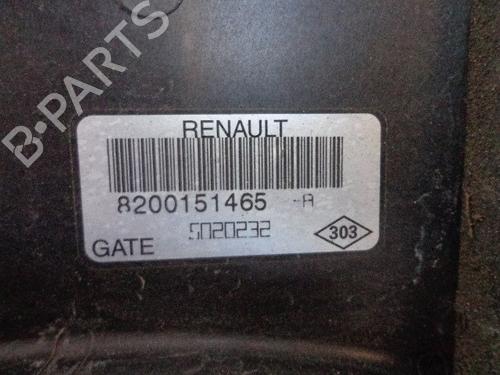 B-PARTS
RENAULT
8200151465 -A
GATE 5020232
303